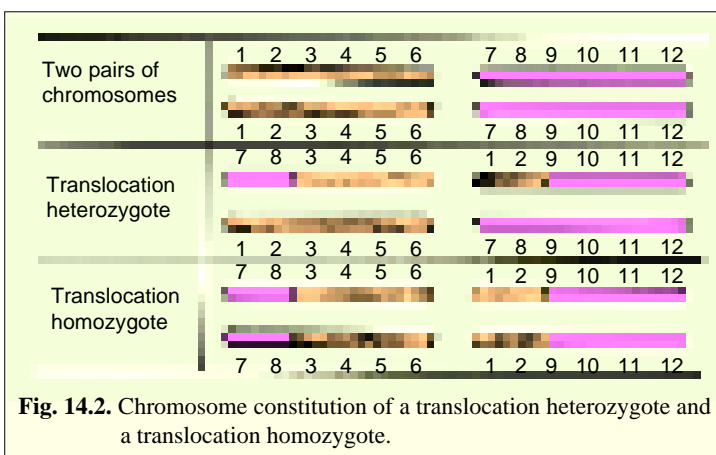 1 2 3 4 5 6 7 8 9 10 11 12
Two pairs of
chromosomes
1 2 3 4 5 6 7 8 9 10 11 12
7 8 3 4 5 6 1 2 9 10 11 12
Translocation
heterozygote
1 2 3 4 5 6 7 8 9 10 11 12
7 8 3 4 5 6 1 2 9 10 11 12
Translocation
homozygote
7 8 3 4 5 6 1 2 9 10 11 12
Fig. 14.2. Chromosome constitution of a translocation heterozygote and
a translocation homozygote.